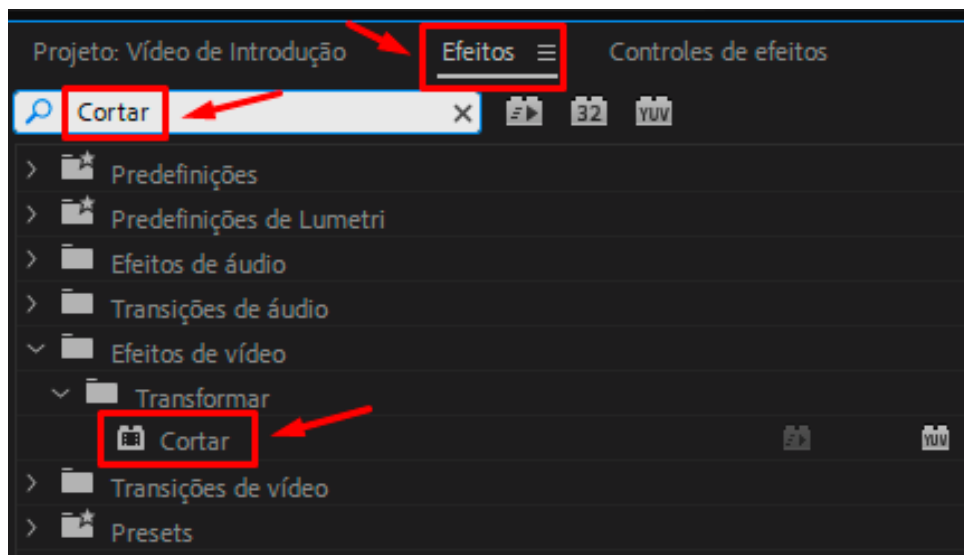 Projeto: Vídeo de Introdução Efeitos Controles de efeitos
Cortar 32 YUV
Predefinições
Predefinições de Lumetri
Efeitos de áudio
Transições de áudio
Efeitos de vídeo
Transformar
Cortar YUV
Transições de vídeo
Presets